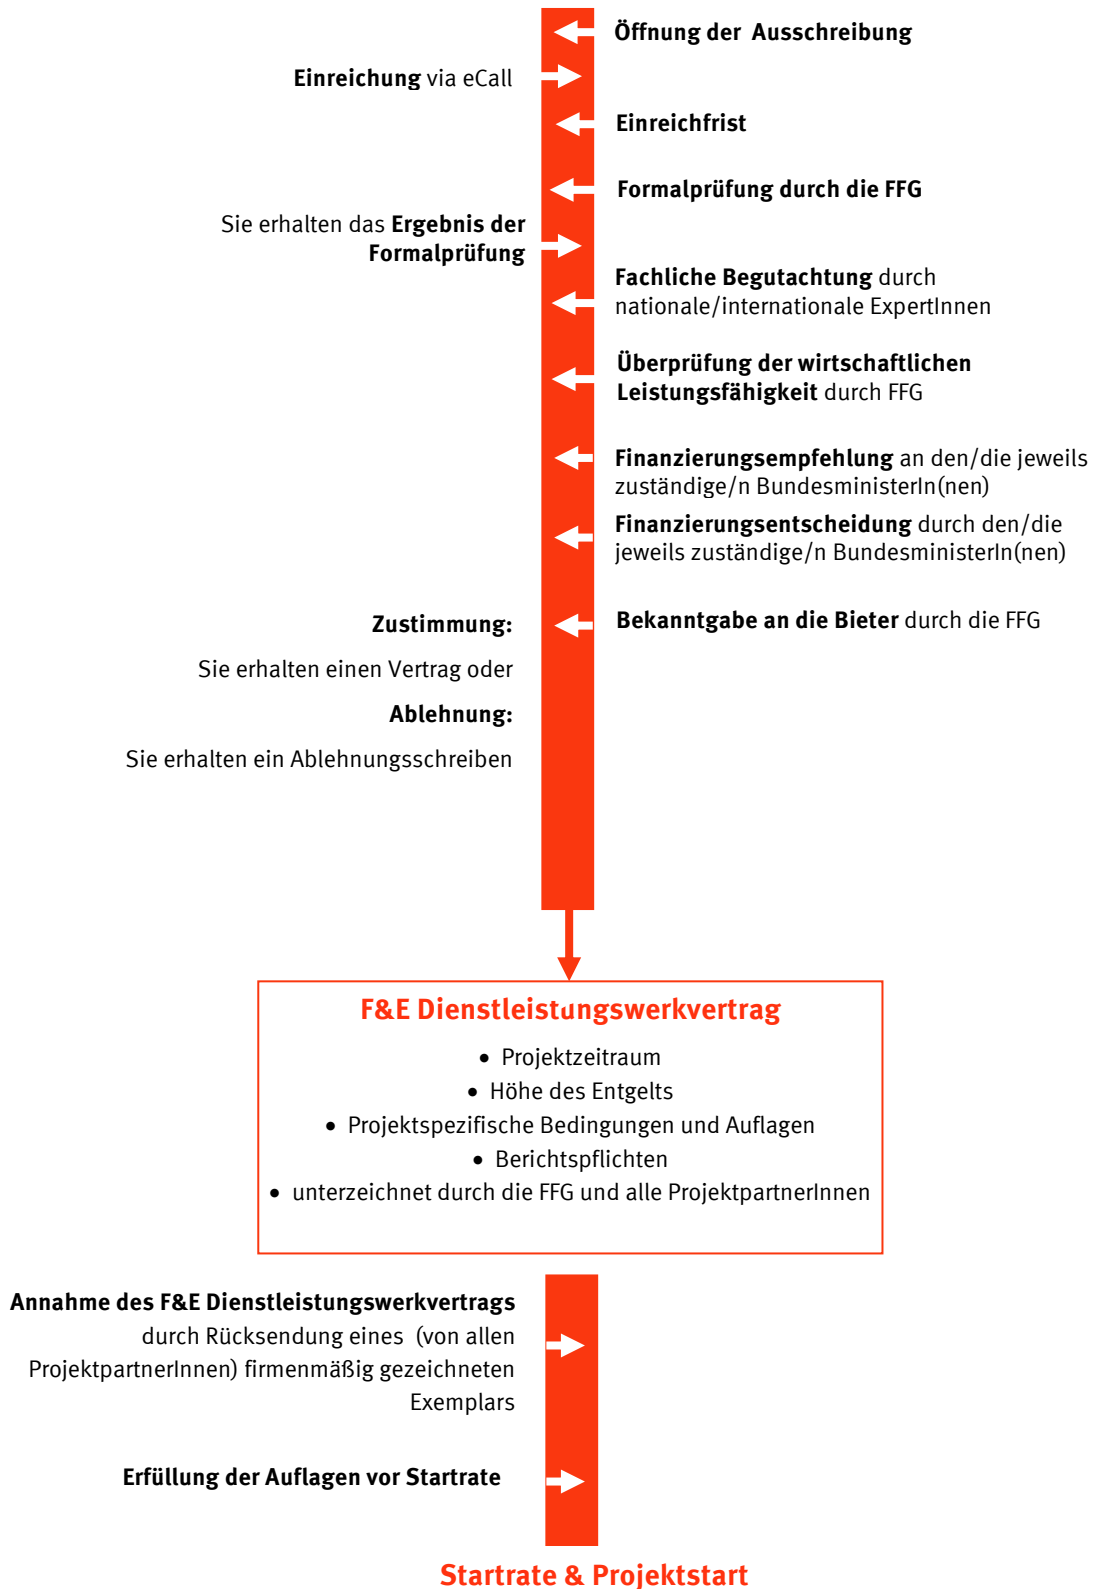 Öffnung der Ausschreibung
Einreichung via eCall
Einreichfrist
Formalprüfung durch die FFG
Sie erhalten das Ergebnis der
Formalprüfung
Fachliche Begutachtung durch
nationale/internationale ExpertInnen
Überprüfung der wirtschaftlichen
Leistungsfähigkeit durch FFG
Finanzierungsempfehlung an den/die jeweils
zuständige/n BundesministerIn(nen)
Finanzierungsentscheidung durch den/die
jeweils zuständige/n BundesministerIn(nen)
Bekanntgabe an die Bieter durch die FFG
Zustimmung:
Sie erhalten einen Vertrag oder
Ablehnung:
Sie erhalten ein Ablehnungsschreiben
F&E Dienstleistungswerkvertrag
• Projektzeitraum
• Höhe des Entgelts
• Projektspezifische Bedingungen und Auflagen
• Berichtspflichten
• unterzeichnet durch die FFG und alle ProjektpartnerInnen
Annahme des F&E Dienstleistungswerkvertrags
durch Rücksendung eines (von allen
ProjektpartnerInnen) firmenmäßig gezeichneten
Exemplars
Erfüllung der Auflagen vor Startrate
Startrate & Projektstart